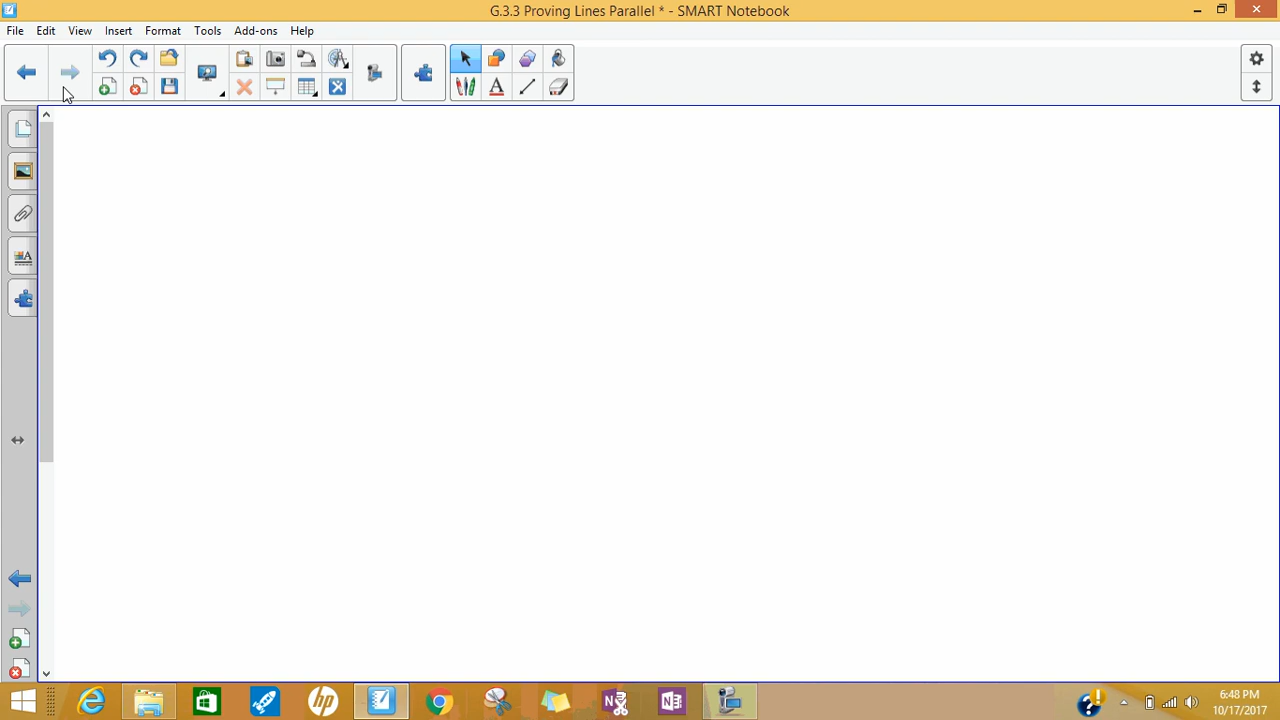 G.3.3 Proving Lines Parallel * - SMART Notebook
File Edit View Insert Format Tools Add-ons Help
6:48 PM
10/17/2017